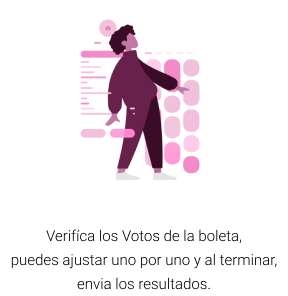 Verifíca los Votos de la boleta,
puedes ajustar uno por uno y al terminar,
envia los resultados.